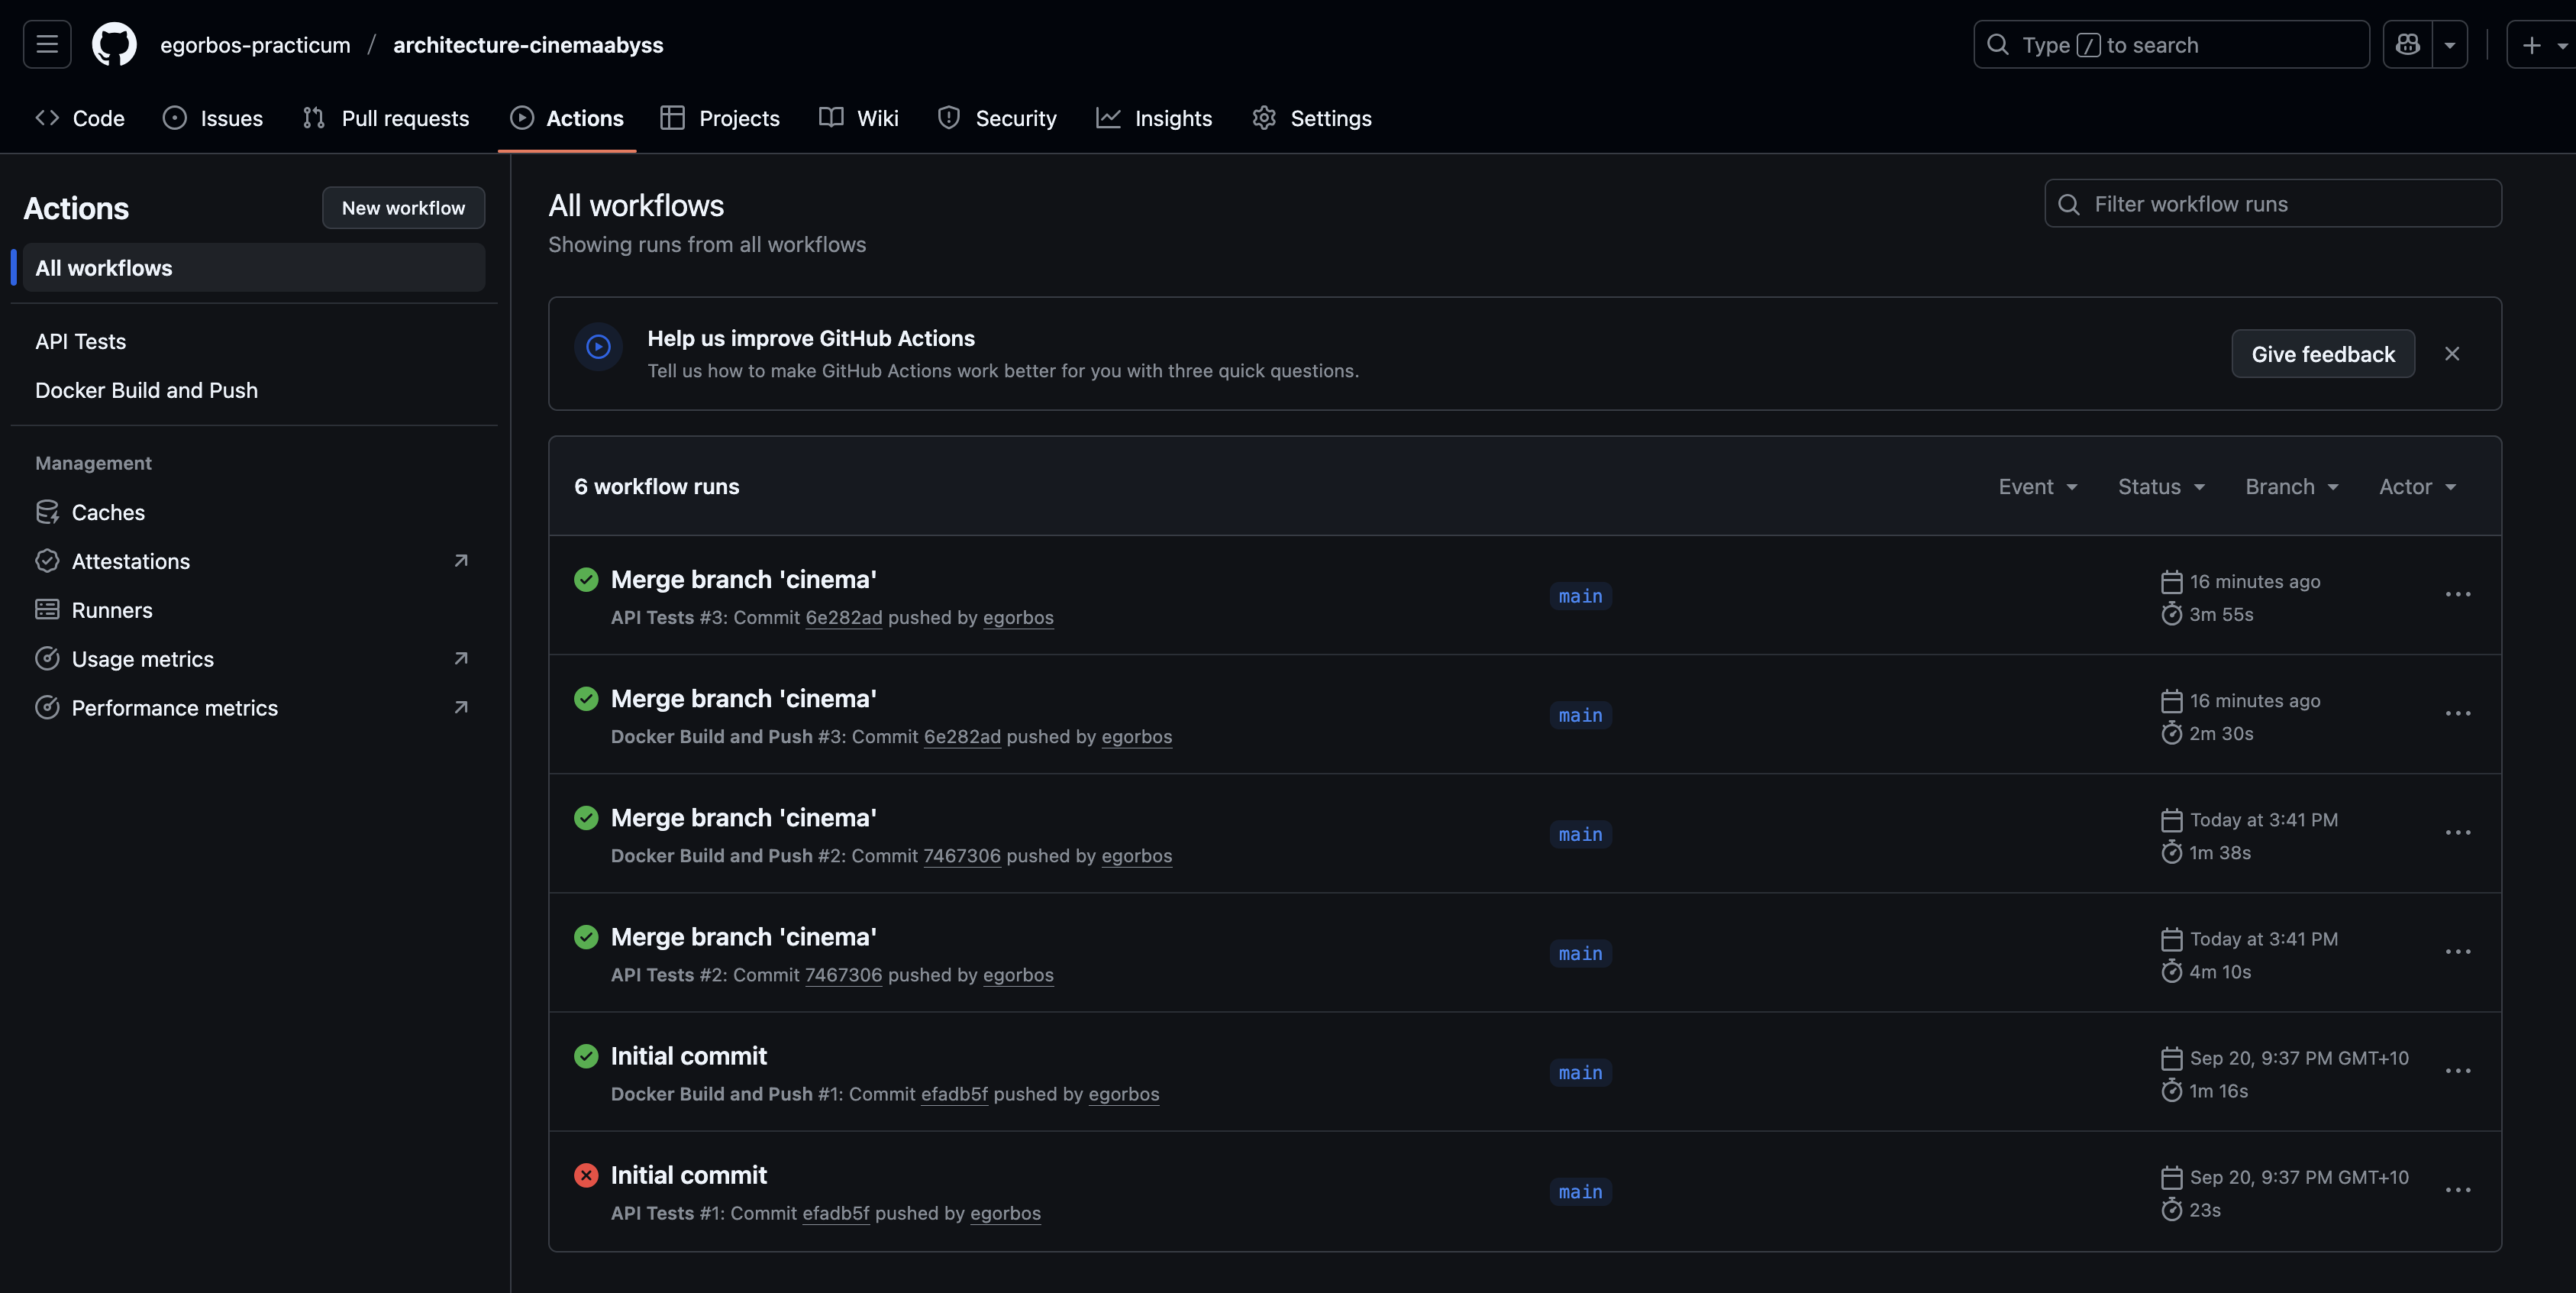 egorbos-practicum / architecture-cinemaabyss
Type / to search
Code Issues Pull requests Actions Projects Wiki Security Insights Settings
Actions
New workflow
All workflows
API Tests
Docker Build and Push
Management
Caches
Attestations
Runners
Usage metrics
Performance metrics
All workflows
Showing runs from all workflows
Filter workflow runs
Help us improve GitHub Actions
Tell us how to make GitHub Actions work better for you with three quick questions.
Give feedback
6 workflow runs
Event Status Branch Actor
Merge branch 'cinema'
API Tests #3: Commit 6e282ad pushed by egorbos
main
16 minutes ago
3m 55s
Merge branch 'cinema'
Docker Build and Push #3: Commit 6e282ad pushed by egorbos
main
16 minutes ago
2m 30s
Merge branch 'cinema'
Docker Build and Push #2: Commit 7467306 pushed by egorbos
main
Today at 3:41 PM
1m 38s
Merge branch 'cinema'
API Tests #2: Commit 7467306 pushed by egorbos
main
Today at 3:41 PM
4m 10s
Initial commit
Docker Build and Push #1: Commit efadb5f pushed by egorbos
main
Sep 20, 9:37 PM GMT+10
1m 16s
Initial commit
API Tests #1: Commit efadb5f pushed by egorbos
main
Sep 20, 9:37 PM GMT+10
23s